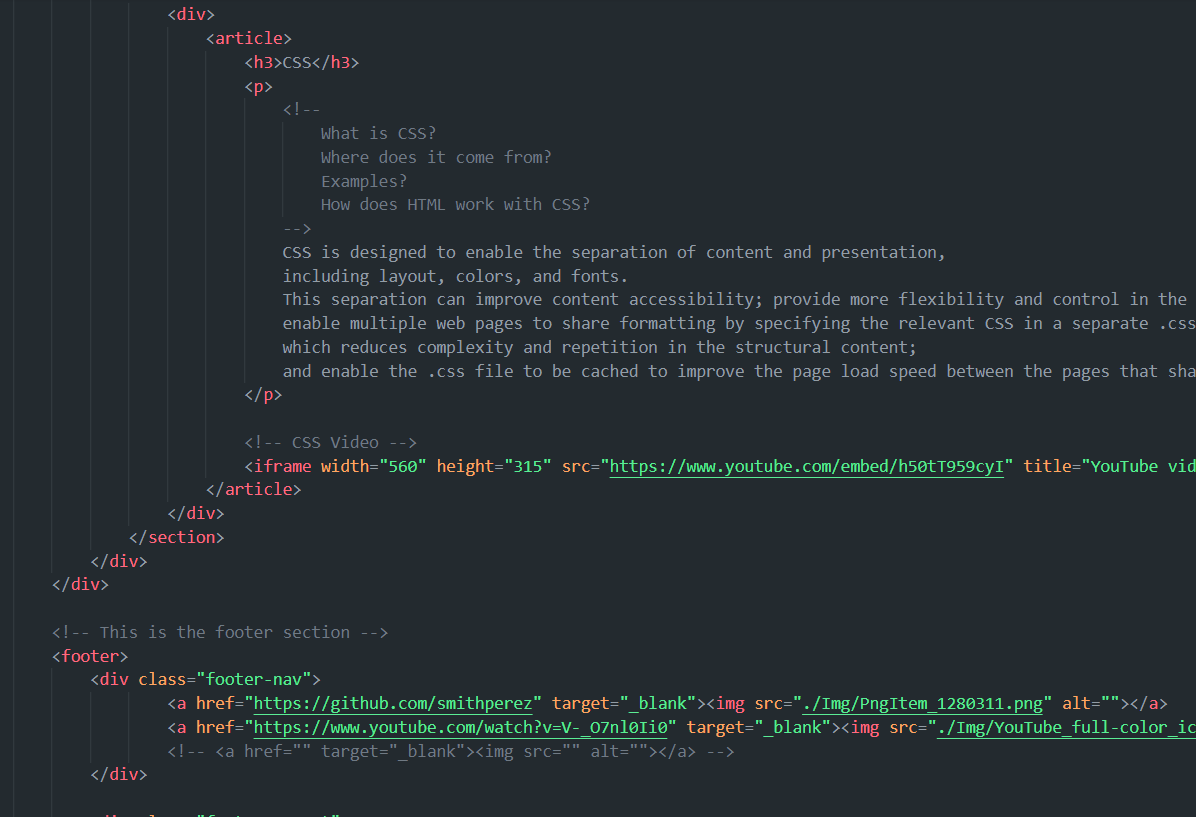 <div>
<article>
<h3>CSS</h3>
<p>
<!--
What is CSS?
Where does it come from?
Examples?
How does HTML work with CSS?
-->
CSS is designed to enable the separation of content and presentation,
including layout, colors, and fonts.
This separation can improve content accessibility; provide more flexibility and control in the
enable multiple web pages to share formatting by specifying the relevant CSS in a separate .css
which reduces complexity and repetition in the structural content;
and enable the .css file to be cached to improve the page load speed between the pages that sha
</p>
<!-- CSS Video -->
<iframe width="560" height="315" src="https://www.youtube.com/embed/h50tT959cyI" title="YouTube vid
</article>
</div>
</section>
</div>
</div>
<!-- This is the footer section -->
<footer>
<div class="footer-nav">
<a href="https://github.com/smithperez" target="_blank"><img src="./Img/PngItem_1280311.png" alt=""></a>
<a href="https://www.youtube.com/watch?v=V-_O7nl0Ii0" target="_blank"><img src="./Img/YouTube_full-color_ic
<!-- <a href="" target="_blank"><img src="" alt=""></a> -->
</div>